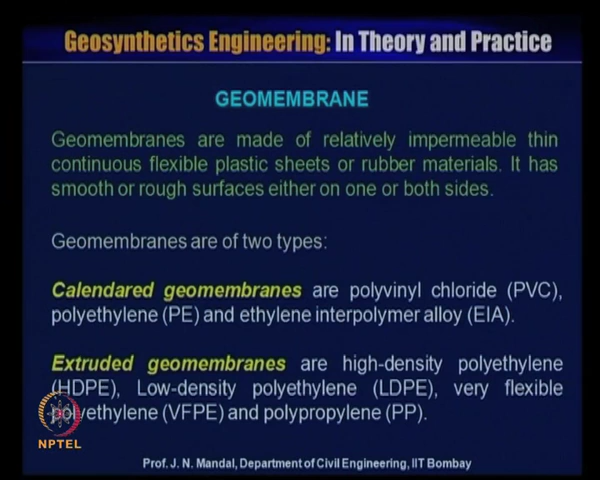 Geosynthetics Engineering: In Theory and Practice
GEOMEMBRANE
Geomembranes are made of relatively impermeable thin
continuous flexible plastic sheets or rubber materials. It has
smooth or rough surfaces either on one or both sides.
Geomembranes are of two types:
Calendared geomembranes are polyvinyl chloride (PVC),
polyethylene (PE) and ethylene interpolymer alloy (EIA).
Extruded geomembranes are high-density polyethylene
(HDPE), Low-density polyethylene (LDPE), very flexible
polyethylene (VFPE) and polypropylene (PP).
NPTEL
Prof. J. N. Mandal, Department of Civil Engineering, IIT Bombay